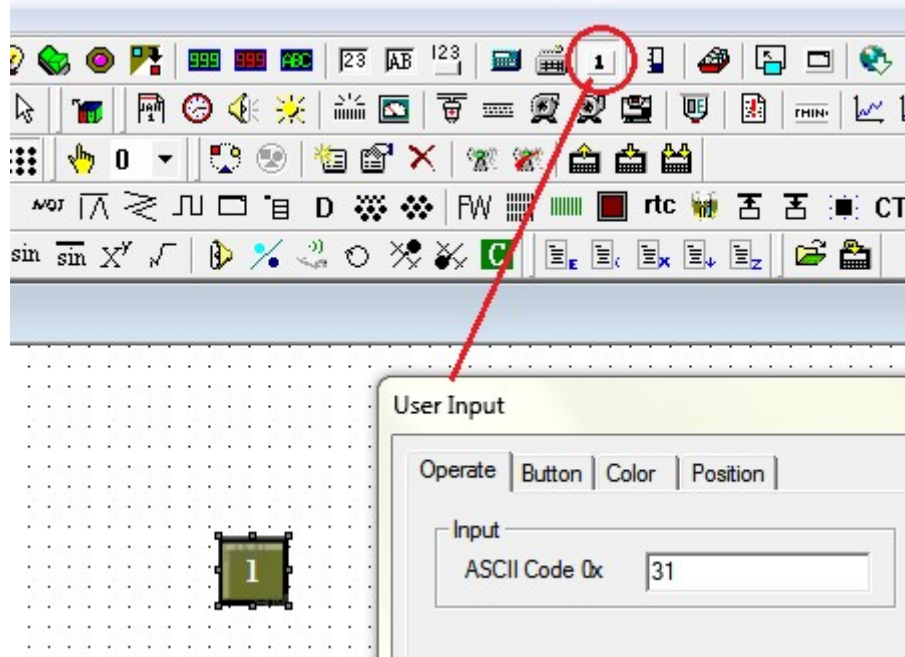 999 999 ABC 23 AB 123 1
0
NOT D FW rtc CT
sin sin X^Y √ C E x z
User Input
Operate Button Color Position
Input
ASCII Code 0x 31
1